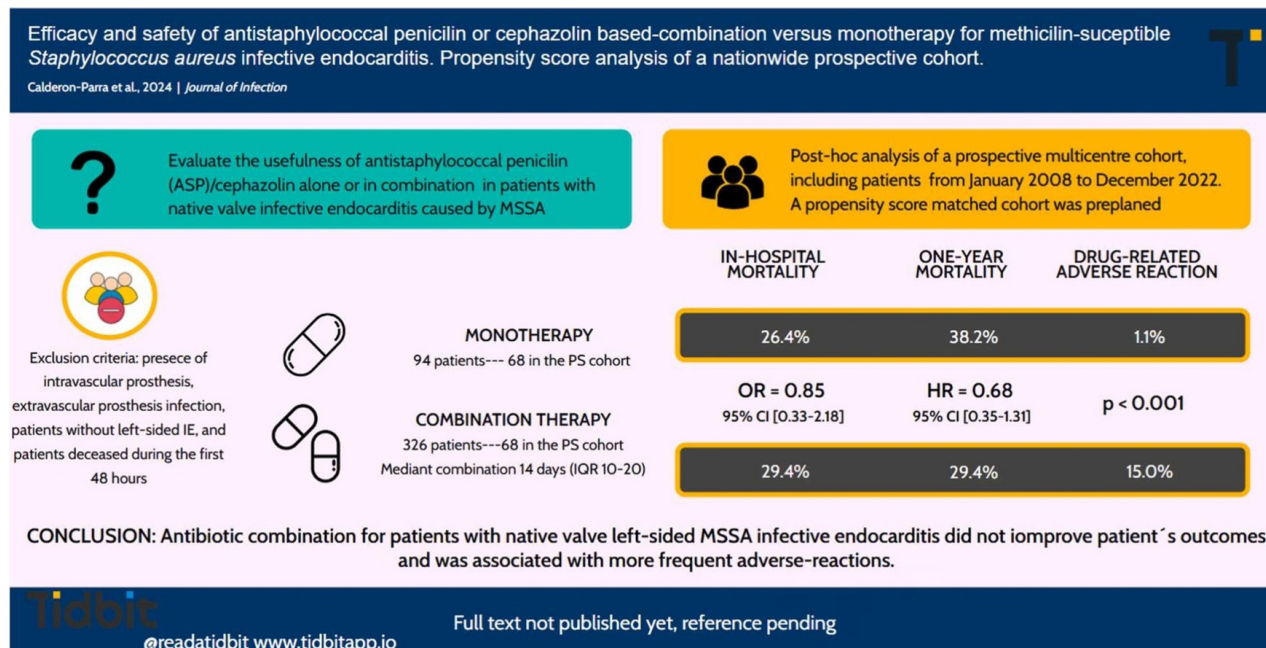 Efficacy and safety of antistaphylococcal penicilin or cephazolin based-combination versus monotherapy for methicilin-suceptible
Staphylococcus aureus infective endocarditis. Propensity score analysis of a nationwide prospective cohort.
Calderon-Parra et al., 2024 | Journal of Infection
T
?
Evaluate the usefulness of antistaphylococcal penicilin
(ASP)/cephazolin alone or in combination in patients with
native valve infective endocarditis caused by MSSA
Post-hoc analysis of a prospective multicentre cohort,
including patients from January 2008 to December 2022.
A propensity score matched cohort was preplaned
Exclusion criteria: presece of
intravascular prosthesis,
extravascular prosthesis infection,
patients without left-sided IE, and
patients deceased during the first
48 hours
MONOTHERAPY
94 patients--- 68 in the PS cohort
COMBINATION THERAPY
326 patients---68 in the PS cohort
Mediant combination 14 days (IQR 10-20)
IN-HOSPITAL
MORTALITY
ONE-YEAR
MORTALITY
DRUG-RELATED
ADVERSE REACTION
26.4%
38.2%
1.1%
OR = 0.85
95% CI [0.33-2.18]
HR = 0.68
95% CI [0.35-1.31]
p < 0.001
29.4%
29.4%
15.0%
CONCLUSION: Antibiotic combination for patients with native valve left-sided MSSA infective endocarditis did not iomprove patient´s outcomes
and was associated with more frequent adverse-reactions.
Tidbit
@readatidbit www.tidbitapp.io
Full text not published yet, reference pending